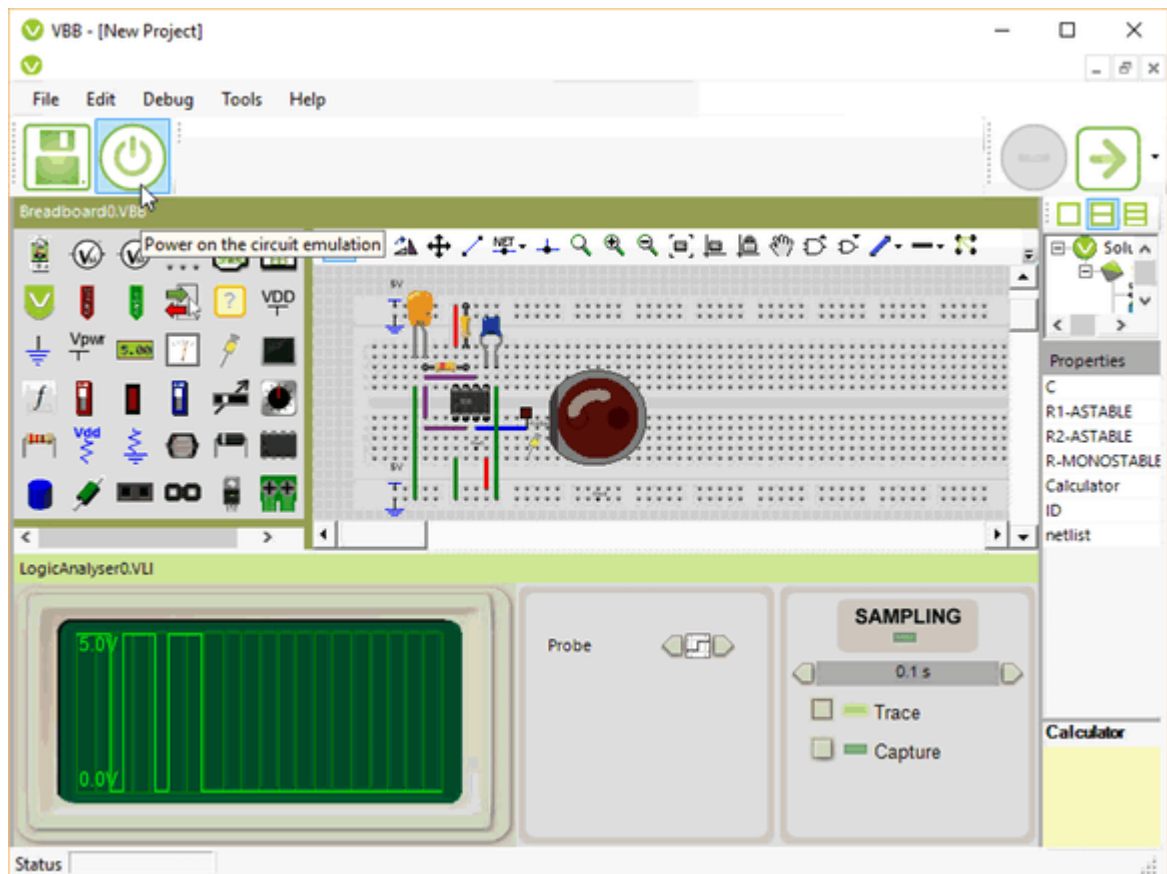 VBB - [New Project]
File Edit Debug Tools Help
Breadboard0.VBB
Power on the circuit emulation
NET
VDD
Vpwr
5.00
Vdd
5V
5V
Solu
Properties
C
R1-ASTABLE
R2-ASTABLE
R-MONOSTABLE
Calculator
ID
netlist
LogicAnalyser0.VLI
5.0V
0.0V
Probe
SAMPLING
0.1 s
Trace
Capture
Calculator
Status